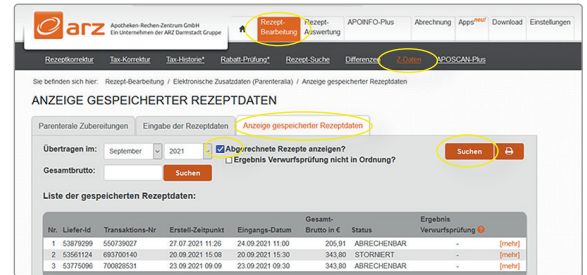 arz Apotheken-Rechen-Zentrum GmbH
Ein Unternehmen der ARZ Darmstadt Gruppe
Rezept-Bearbeitung Rezept-Auswertung APOINFO-Plus Abrechnung Apps neu! Download Einstellungen
Rezeptkorrektur Tax-Korrektur Tax-Historie* Rabatt-Prüfung* Rezept-Suche Differenzen Z-Daten APOSCAN-Plus
Sie befinden sich hier: Rezept-Bearbeitung / Elektronische Zusatzdaten (Parenteralia) / Anzeige gespeicherter Rezeptdaten
ANZEIGE GESPEICHERTER REZEPTDATEN
Parenterale Zubereitungen Eingabe der Rezeptdaten Anzeige gespeicherter Rezeptdaten
Übertragen im: September 2021 Abgerechnete Rezepte anzeigen? Suchen
Ergebnis Verwurfsprüfung nicht in Ordnung?
Gesamtbrutto: Suchen
Liste der gespeicherten Rezeptdaten:
Nr. Liefer-Id Transaktions-Nr Erstell-Zeitpunkt Eingangs-Datum Gesamt-Brutto in € Status Ergebnis Verwurfsprüfung
1 53879299 550739027 27.07.2021 11:26 24.09.2021 11:00 205,91 ABRECHENBAR - [mehr]
2 53561124 693700140 20.09.2021 15:08 20.09.2021 15:30 343,80 STORNIERT - [mehr]
3 53775096 700828531 23.09.2021 09:09 23.09.2021 09:30 343,80 ABRECHENBAR - [mehr]